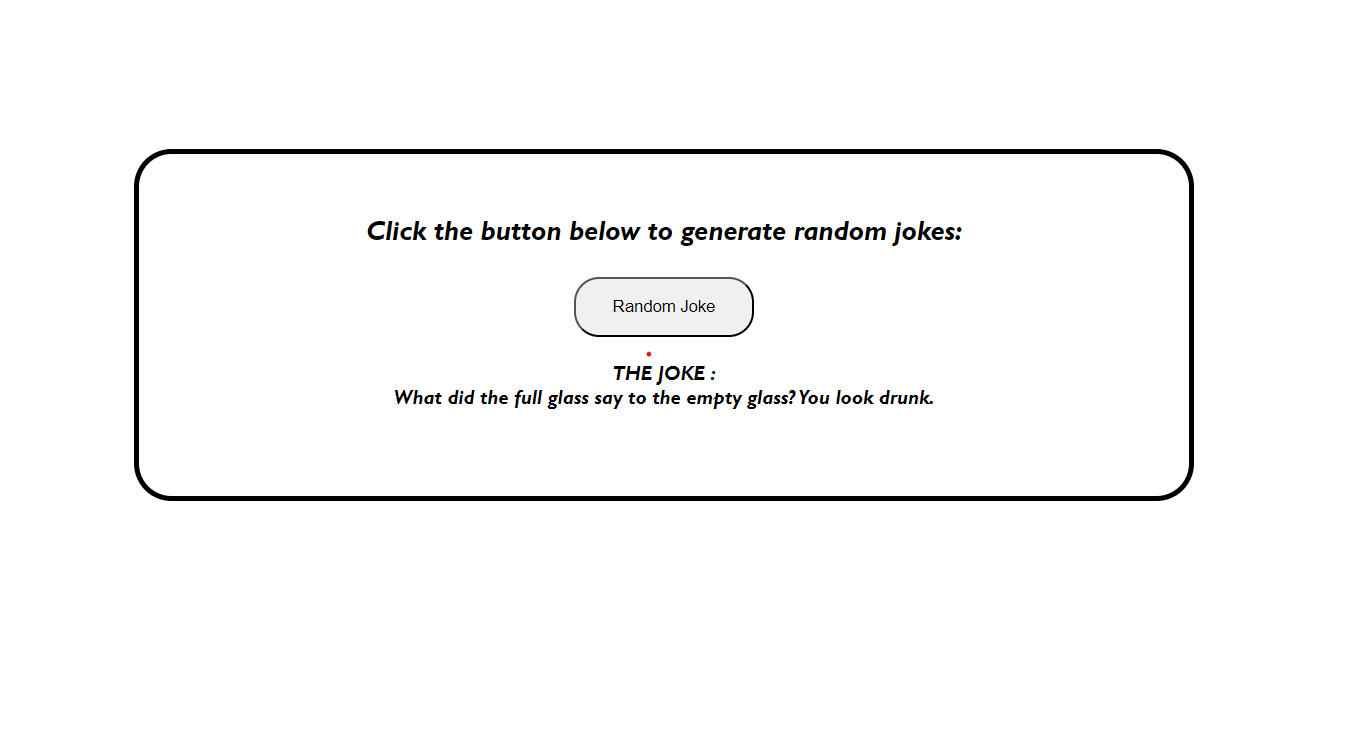 Click the button below to generate random jokes:
Random Joke
THE JOKE :
What did the full glass say to the empty glass? You look drunk.